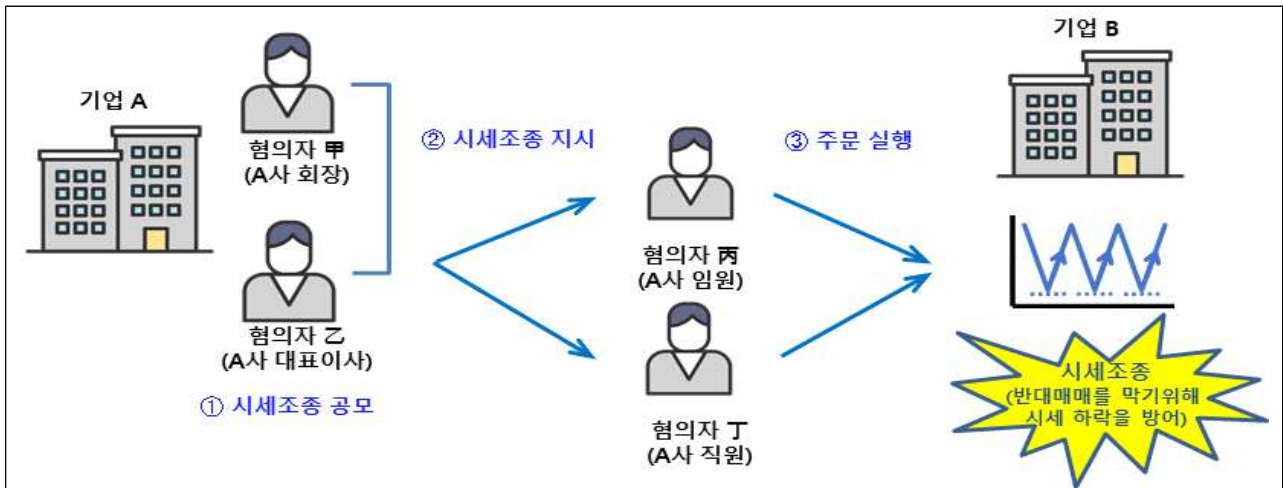 기업 A
혐의자 甲
(A사 회장)
혐의자 乙
(A사 대표이사)
① 시세조종 공모
② 시세조종 지시
혐의자 丙
(A사 임원)
혐의자 丁
(A사 직원)
③ 주문 실행
기업 B
시세조종
(반대매매를 막기위해
시세 하락을 방어)